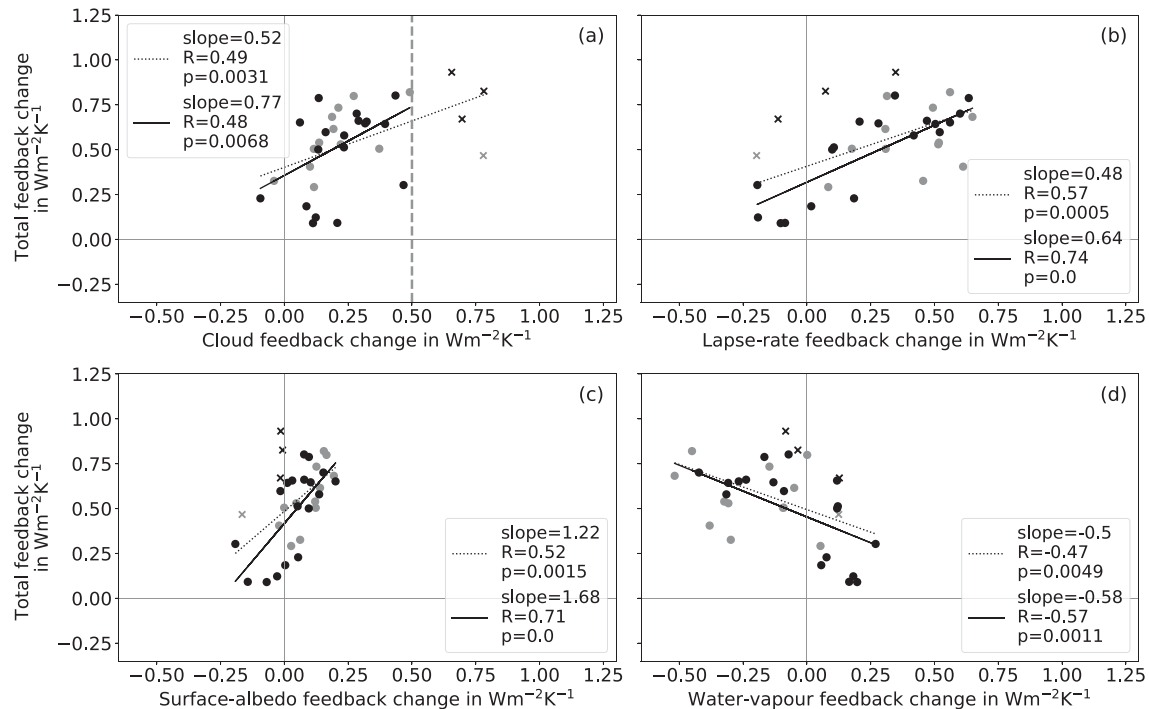 Total feedback change
in Wm−2K−1
1.25
1.00
0.75
0.50
0.25
0.00
−0.25
slope=0.52
R=0.49
p=0.0031
slope=0.77
R=0.48
p=0.0068
(a)
−0.50 −0.25 0.00 0.25 0.50 0.75 1.00 1.25
Cloud feedback change in Wm−2K−1
(b)
slope=0.48
R=0.57
p=0.0005
slope=0.64
R=0.74
p=0.0
−0.50 −0.25 0.00 0.25 0.50 0.75 1.00 1.25
Lapse-rate feedback change in Wm−2K−1
Total feedback change
in Wm−2K−1
1.25
1.00
0.75
0.50
0.25
0.00
−0.25
(c)
slope=1.22
R=0.52
p=0.0015
slope=1.68
R=0.71
p=0.0
−0.50 −0.25 0.00 0.25 0.50 0.75 1.00 1.25
Surface-albedo feedback change in Wm−2K−1
(d)
slope=-0.5
R=-0.47
p=0.0049
slope=-0.58
R=-0.57
p=0.0011
−0.50 −0.25 0.00 0.25 0.50 0.75 1.00 1.25
Water-vapour feedback change in Wm−2K−1